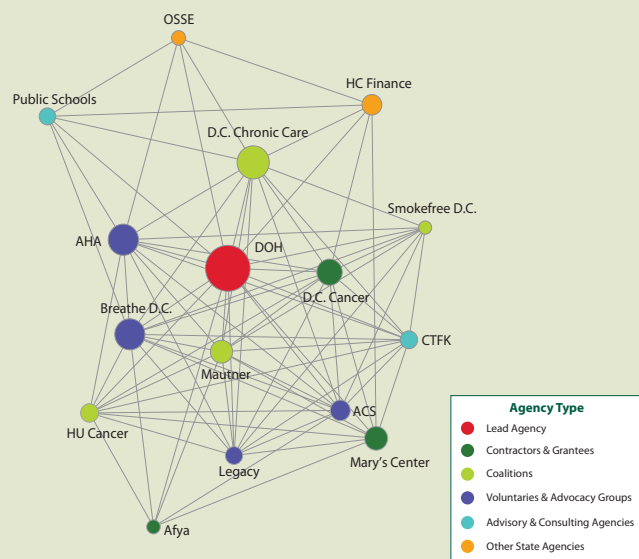 OSSE
HC Finance
Public Schools
D.C. Chronic Care
Smokefree D.C.
AHA
DOH
D.C. Cancer
Breathe D.C.
CTFK
Mautner
ACS
HU Cancer
Mary's Center
Legacy
Afya
Agency Type
Lead Agency
Contractors & Grantees
Coalitions
Voluntaries & Advocacy Groups
Advisory & Consulting Agencies
Other State Agencies